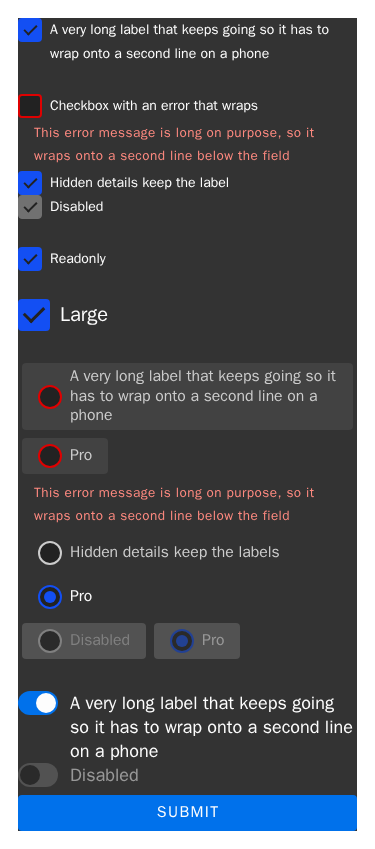 A very long label that keeps going so it has to
wrap onto a second line on a phone
Checkbox with an error that wraps
This error message is long on purpose, so it
wraps onto a second line below the field
Hidden details keep the label
Disabled
Readonly
Large
A very long label that keeps going so it
has to wrap onto a second line on a
phone
Pro
This error message is long on purpose, so it
wraps onto a second line below the field
Hidden details keep the labels
Pro
Disabled Pro
A very long label that keeps going
so it has to wrap onto a second line
on a phone
Disabled
SUBMIT